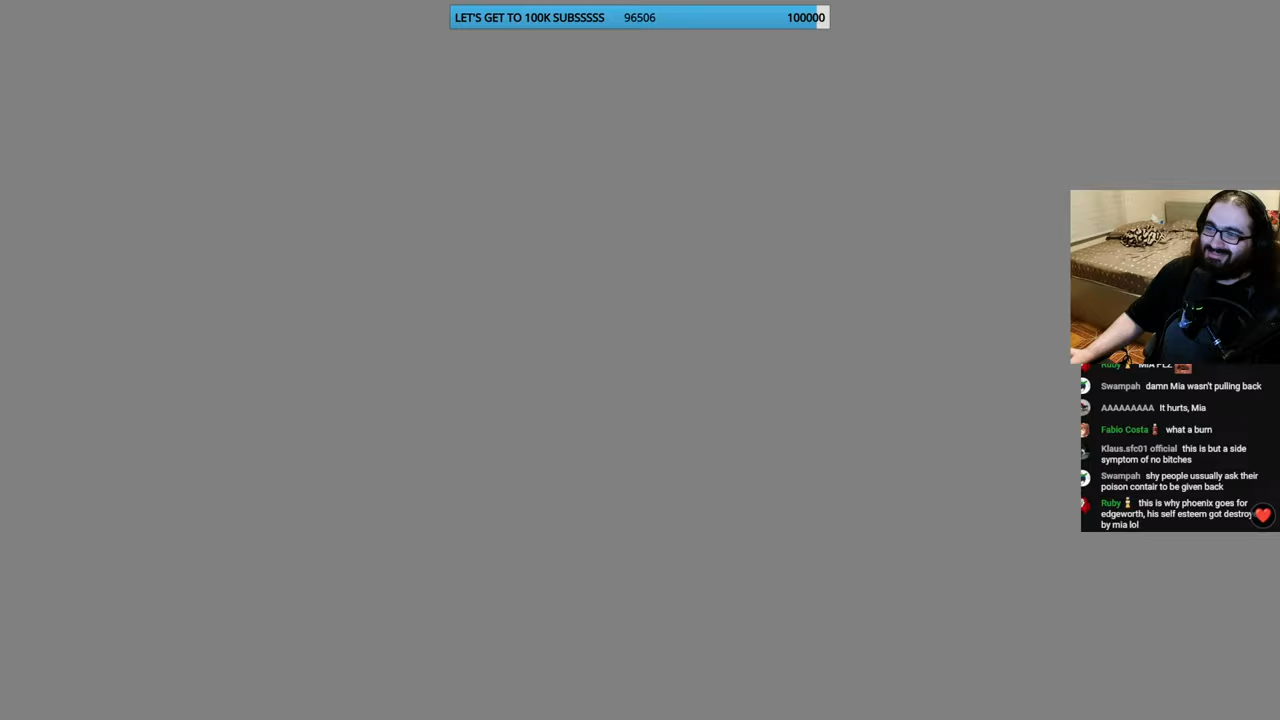 LET'S GET TO 100K SUBSSSSS 96506 100000
Ruby MIA PLZ
Swampah damn Mia wasn't pulling back
AAAAAAAAA It hurts, Mia
Fabio Costa what a burn
Klaus.sfc01 official this is but a side
symptom of no bitches
Swampah shy people ussually ask their
poison contair to be given back
Ruby this is why phoenix goes for
edgeworth, his self esteem got destroy
by mia lol